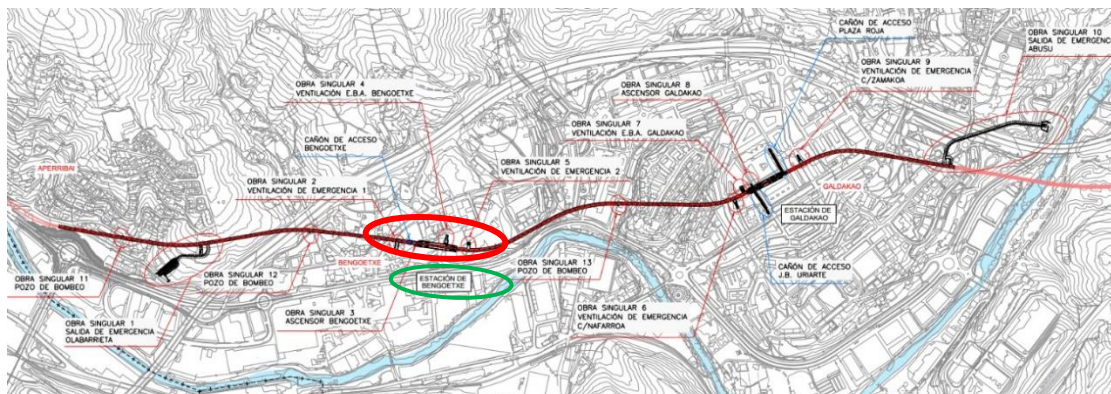 CAÑÓN DE ACCESO
PLAZA ROJA
OBRA SINGULAR 10
SALIDA DE EMERGENCIA
ABUSU
OBRA SINGULAR 9
VENTILACIÓN DE EMERGENCIA
C/ZAMAKOA
OBRA SINGULAR 4
VENTILACIÓN E.B.A. BENGOETXE
OBRA SINGULAR 8
ASCENSOR GALDAKAO
OBRA SINGULAR 7
VENTILACIÓN E.B.A. GALDAKAO
CAÑÓN DE ACCESO
BENGOETXE
OBRA SINGULAR 5
VENTILACIÓN DE EMERGENCIA 2
APERRIBAI
OBRA SINGULAR 2
VENTILACIÓN DE EMERGENCIA 1
GALDAKAO
ESTACIÓN DE
GALDAKAO
BENGOETXE
OBRA SINGULAR 11
POZO DE BOMBEO
OBRA SINGULAR 12
POZO DE BOMBEO
ESTACIÓN DE
BENGOETXE
OBRA SINGULAR 13
POZO DE BOMBEO
CAÑÓN DE ACCESO
J.B. URIARTE
OBRA SINGULAR 1
SALIDA DE EMERGENCIA
OLABARRIETA
OBRA SINGULAR 3
ASCENSOR BENGOETXE
OBRA SINGULAR 6
VENTILACIÓN DE EMERGENCIA
C/NAFARROA